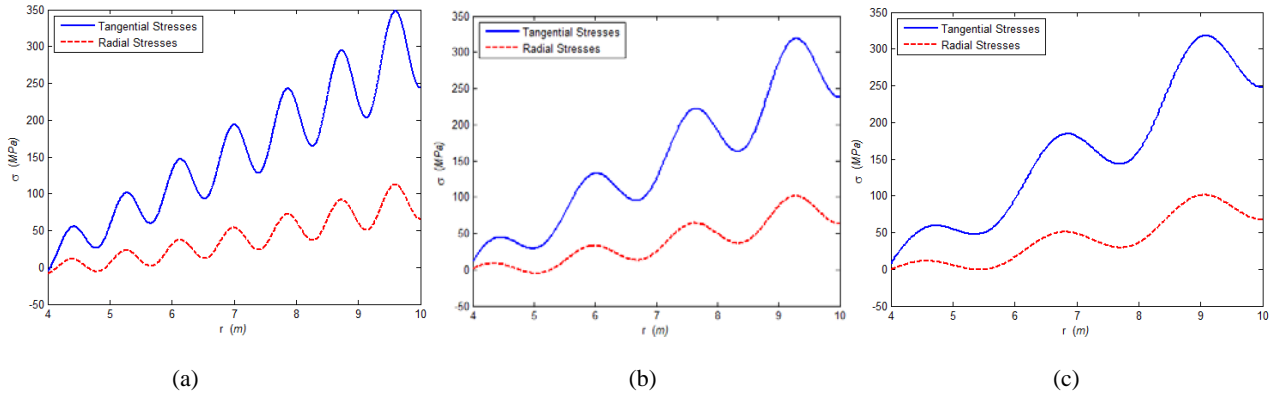 350
300
250
200
150
100
50
0
-50
σ (MPa)
Tangential Stresses
Radial Stresses
4 5 6 7 8 9 10
r (m)
(a)
350
300
250
200
150
100
50
0
-50
σ (MPa)
Tangential Stresses
Radial Stresses
4 5 6 7 8 9 10
r (m)
(b)
350
300
250
200
150
100
50
0
-50
σ (MPa)
Tangential Stresses
Radial Stresses
4 5 6 7 8 9 10
r (m)
(c)